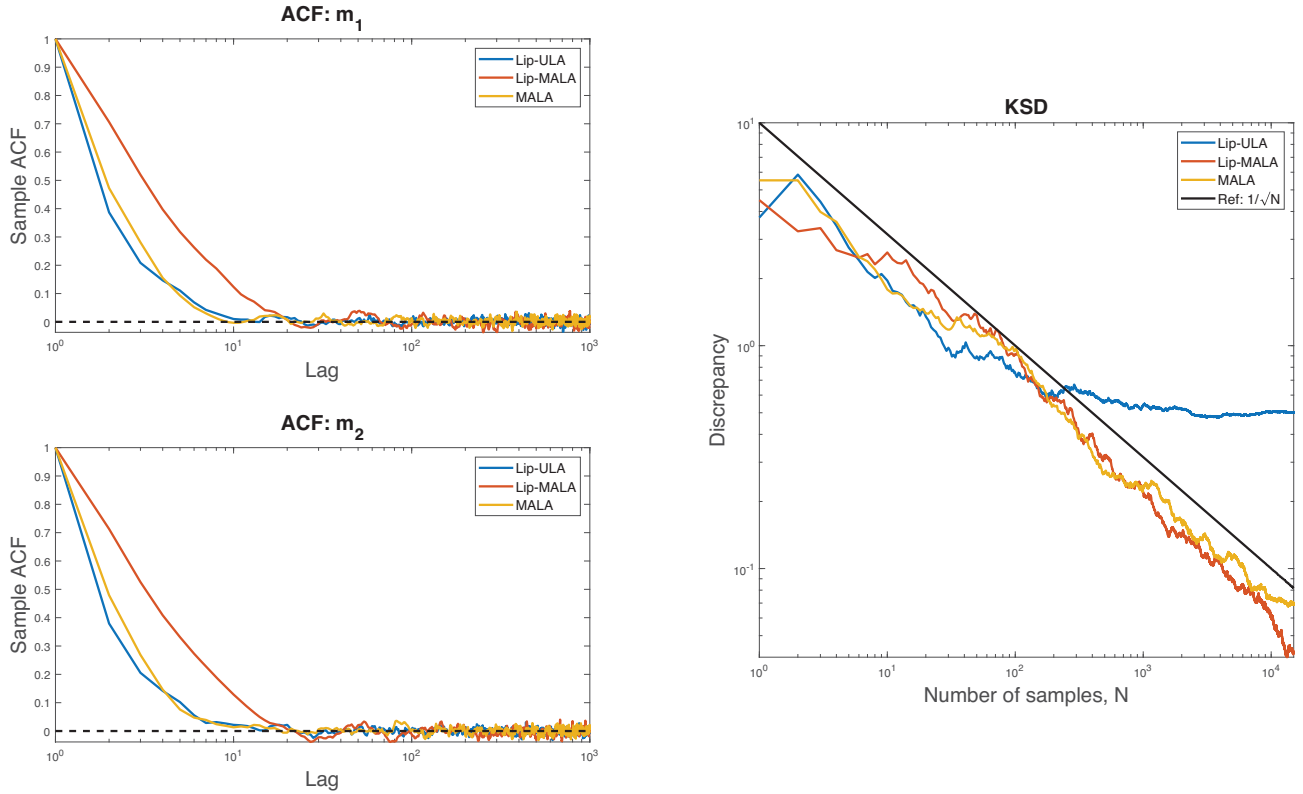 ACF: m1
Sample ACF
1
0.9
0.8
0.7
0.6
0.5
0.4
0.3
0.2
0.1
0
Lip-ULA
Lip-MALA
MALA
10^0
10^1
10^2
10^3
Lag
ACF: m2
Sample ACF
1
0.9
0.8
0.7
0.6
0.5
0.4
0.3
0.2
0.1
0
Lip-ULA
Lip-MALA
MALA
10^0
10^1
10^2
10^3
Lag
KSD
Discrepancy
10^1
10^0
10^-1
Lip-ULA
Lip-MALA
MALA
Ref: 1/√N
10^0
10^1
10^2
10^3
10^4
Number of samples, N